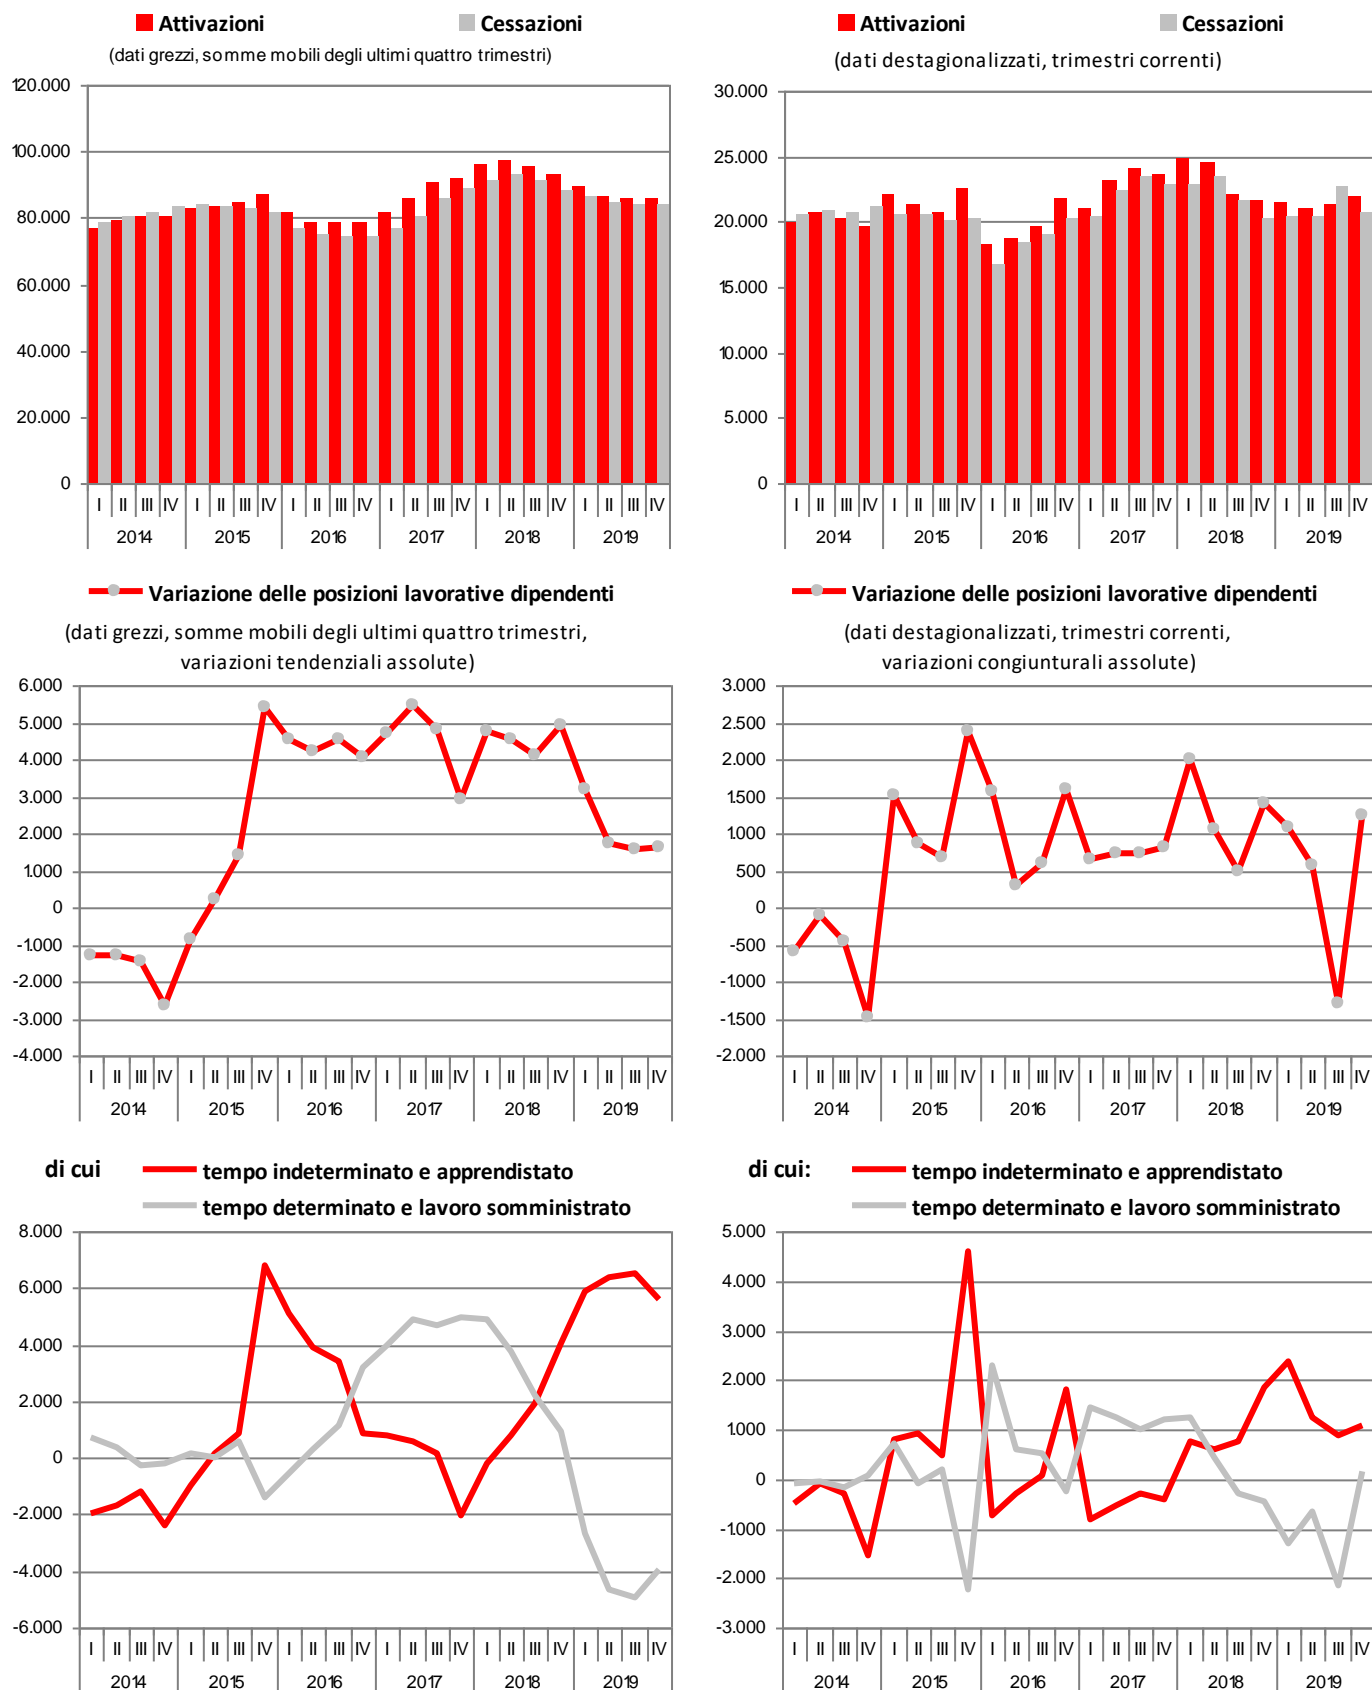 Attivazioni Cessazioni
(dati grezzi, somme mobili degli ultimi quattro trimestri)
120.000
100.000
80.000
60.000
40.000
20.000
0
I II III IV I II III IV I II III IV I II III IV I II III IV I II III IV
2014 2015 2016 2017 2018 2019
Attivazioni Cessazioni
(dati destagionalizzati, trimestri correnti)
30.000
25.000
20.000
15.000
10.000
5.000
0
I II III IV I II III IV I II III IV I II III IV I II III IV I II III IV
2014 2015 2016 2017 2018 2019
Variazione delle posizioni lavorative dipendenti
(dati grezzi, somme mobili degli ultimi quattro trimestri,
variazioni tendenziali assolute)
6.000
5.000
4.000
3.000
2.000
1.000
0
-1.000
-2.000
-3.000
-4.000
I II III IV I II III IV I II III IV I II III IV I II III IV I II III IV
2014 2015 2016 2017 2018 2019
Variazione delle posizioni lavorative dipendenti
(dati destagionalizzati, trimestri correnti,
variazioni congiunturali assolute)
3.000
2.500
2.000
1.500
1.000
500
0
-500
-1.000
-1.500
-2.000
I II III IV I II III IV I II III IV I II III IV I II III IV I II III IV
2014 2015 2016 2017 2018 2019
di cui tempo indeterminato e apprendistato
tempo determinato e lavoro somministrato
8.000
6.000
4.000
2.000
0
-2.000
-4.000
-6.000
I II III IV I II III IV I II III IV I II III IV I II III IV I II III IV
2014 2015 2016 2017 2018 2019
di cui: tempo indeterminato e apprendistato
tempo determinato e lavoro somministrato
5.000
4.000
3.000
2.000
1.000
0
-1.000
-2.000
-3.000
I II III IV I II III IV I II III IV I II III IV I II III IV I II III IV
2014 2015 2016 2017 2018 2019